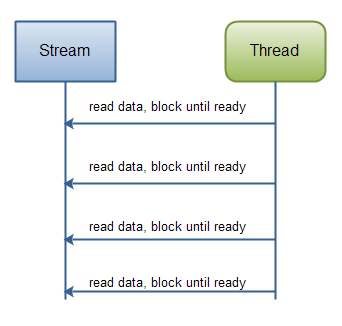 Stream
Thread
read data, block until ready
read data, block until ready
read data, block until ready
read data, block until ready